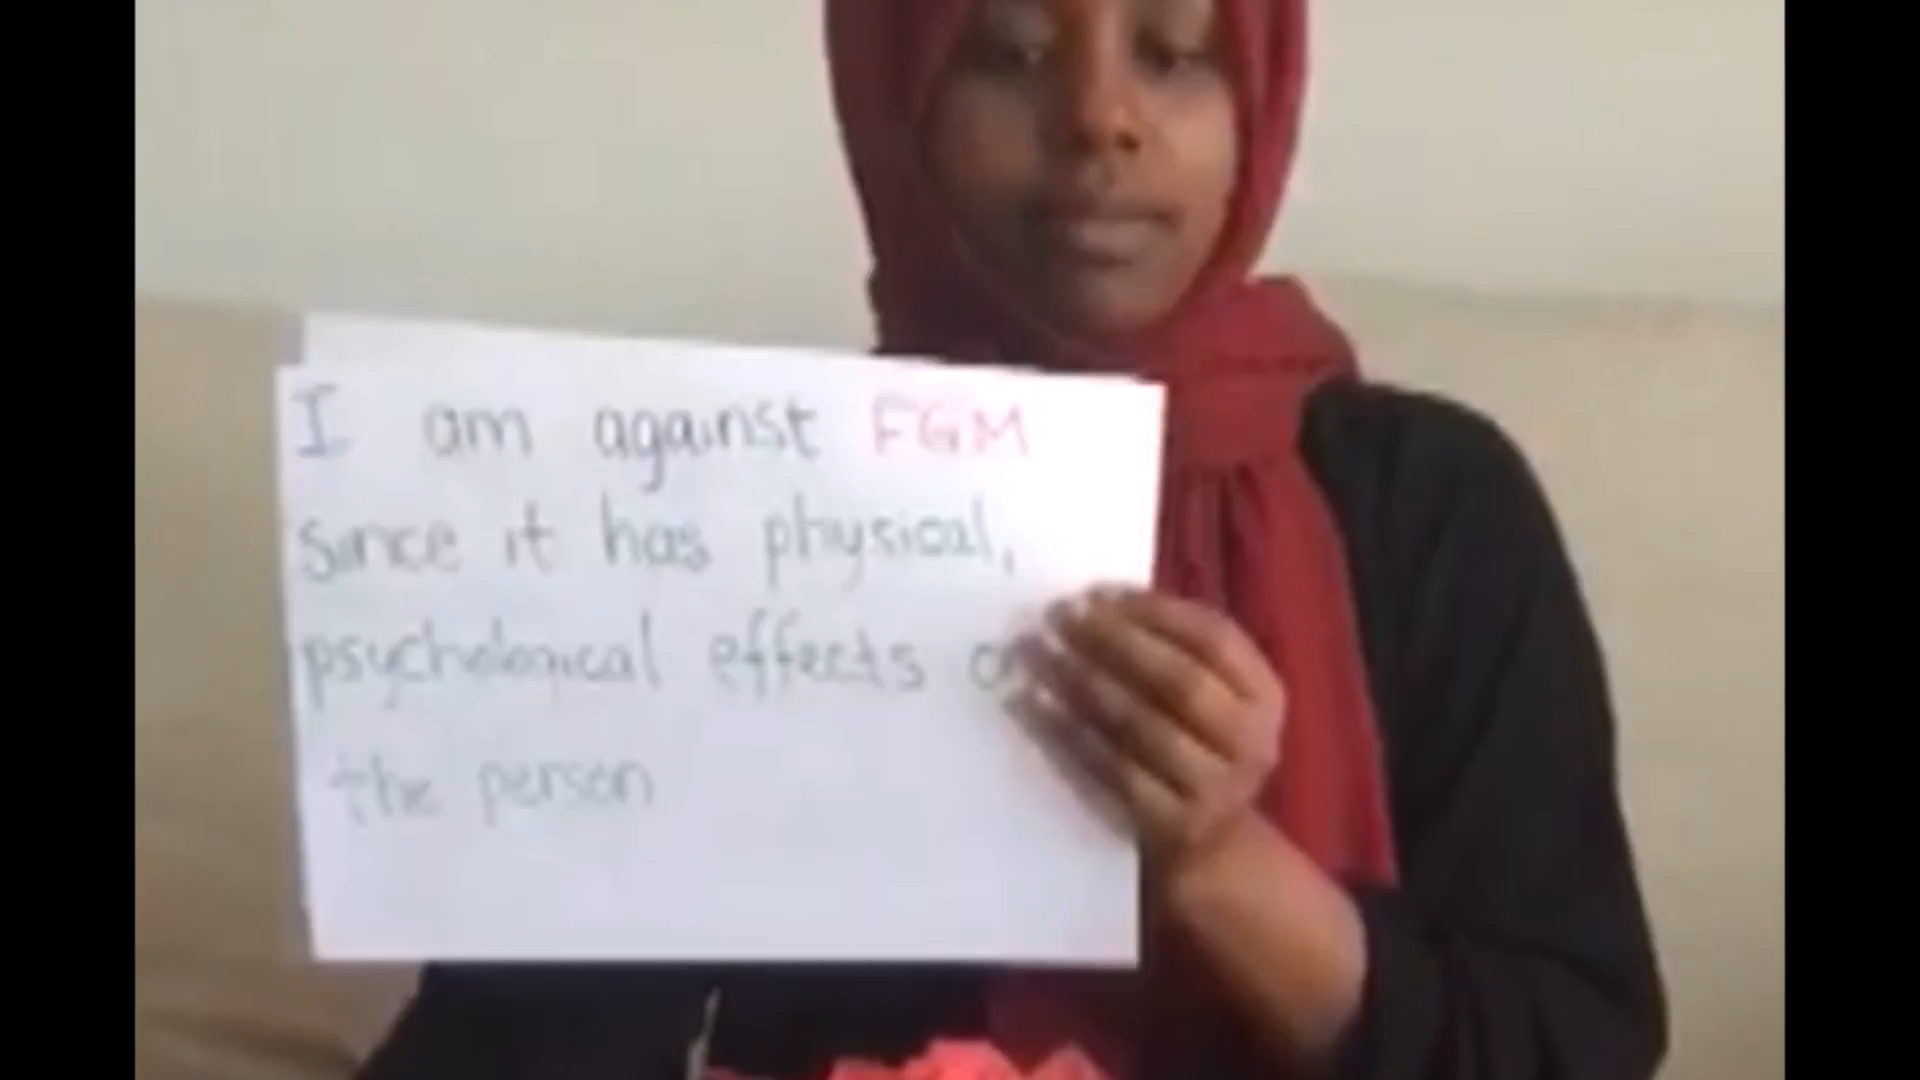 I am against FGM
since it has physical,
psychological effects
the person